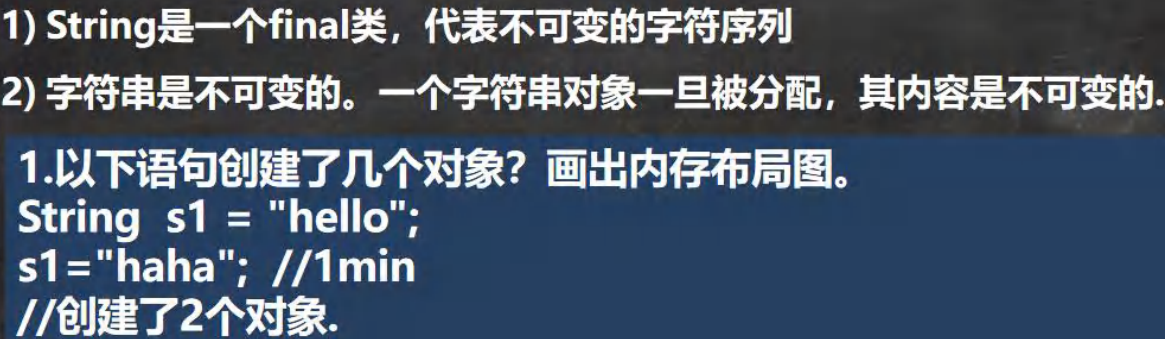 1) String是一个final类，代表不可变的字符序列
2) 字符串是不可变的。一个字符串对象一旦被分配，其内容是不可变的.
1.以下语句创建了几个对象？画出内存布局图。
String s1 = "hello";
s1="haha"; //1min
//创建了2个对象.